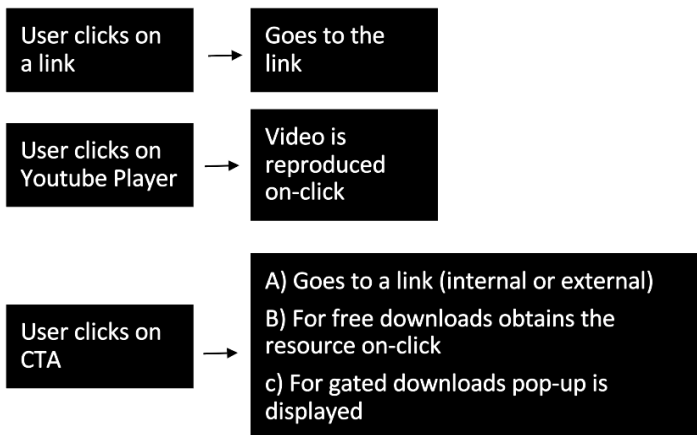 User clicks on
a link
Goes to the
link
User clicks on
Youtube Player
Video is
reproduced
on-click
User clicks on
CTA
A) Goes to a link (internal or external)
B) For free downloads obtains the
resource on-click
c) For gated downloads pop-up is
displayed